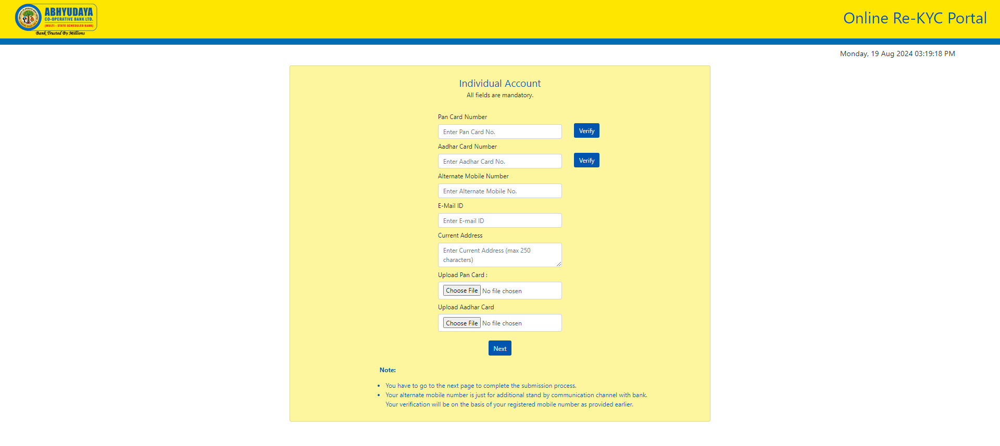 ABHYUDAYA
CO-OPERATIVE BANK LTD.
(MULTI - STATE SCHEDULED BANK)
Bank Trusted By Millions
Online Re-KYC Portal
Monday, 19 Aug 2024 03:19:18 PM
Individual Account
All fields are mandatory.
Pan Card Number
Enter Pan Card No.
Verify
Aadhar Card Number
Enter Aadhar Card No.
Verify
Alternate Mobile Number
Enter Alternate Mobile No.
E-Mail ID
Enter E-mail ID
Current Address
Enter Current Address (max 250
characters)
Upload Pan Card :
Choose File No file chosen
Upload Aadhar Card
Choose File No file chosen
Next
Note:
• You have to go to the next page to complete the submission process.
• Your alternate mobile number is just for additional stand by communication channel with bank.
Your verification will be on the basis of your registered mobile number as provided earlier.